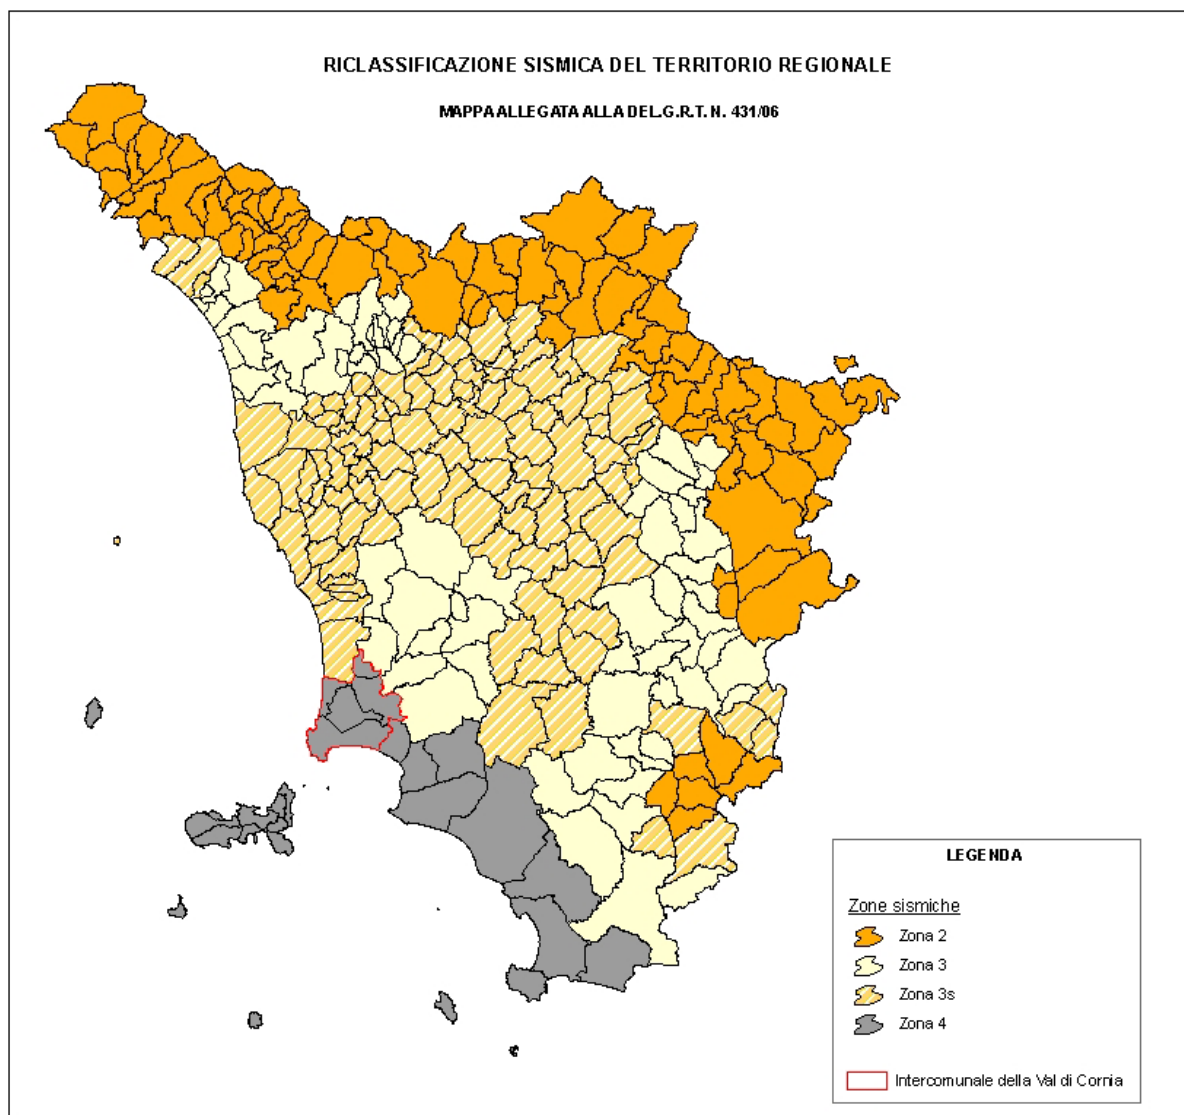 RICLASSIFICAZIONE SISMICA DEL TERRITORIO REGIONALE
MAPPA ALLEGATA ALLA DEL.G.R.T. N. 431/06
LEGENDA
Zone sismiche
Zona 2
Zona 3
Zona 3s
Zona 4
Intercomunale della Val di Cornia